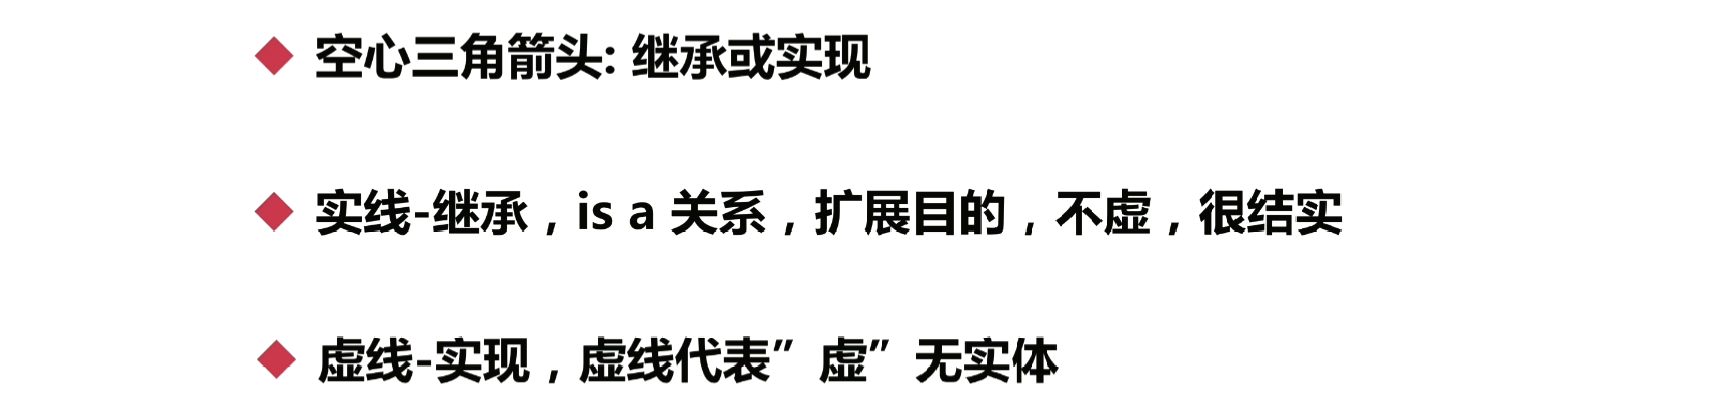 空心三角箭头: 继承或实现
实线-继承，is a 关系，扩展目的，不虚，很结实
虚线-实现，虚线代表”虚”无实体